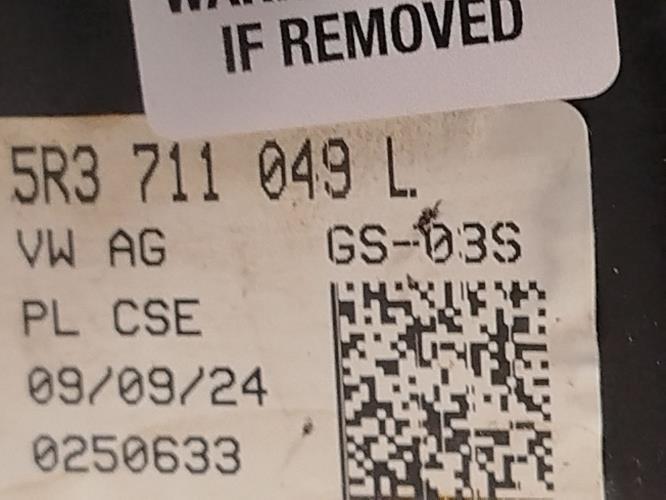 IF REMOVED
5R3 711 049 L
VW AG
GS-03S
PL CSE
09/09/24
0250633